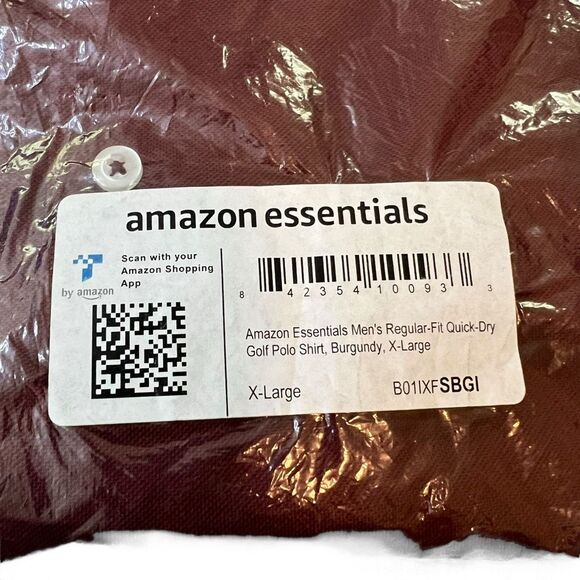 amazon essentials
Scan with your
Amazon Shopping
App
by amazon
8 42354 10093 3
Amazon Essentials Men's Regular-Fit Quick-Dry
Golf Polo Shirt, Burgundy, X-Large
X-Large
B01IXFSBGI